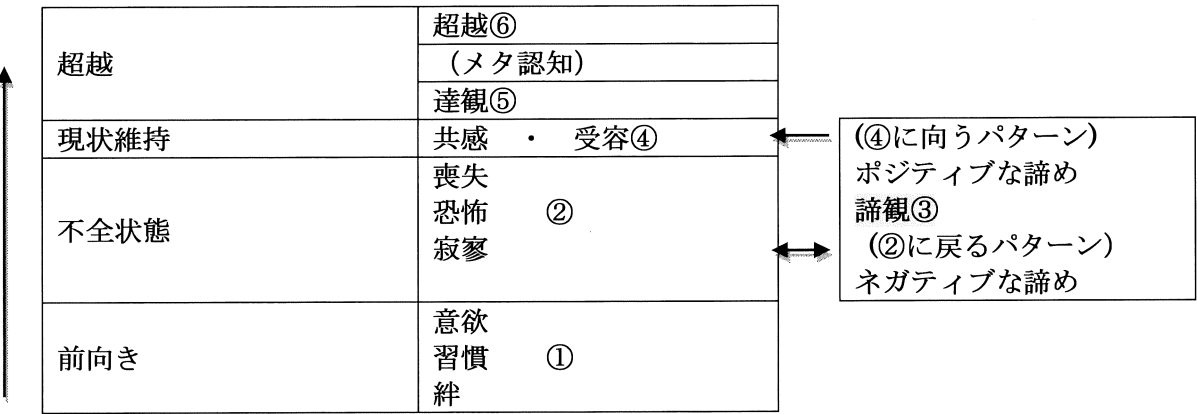 超越
超越⑥
（メタ認知）
達観⑤
現状維持
共感 ・ 受容④
不全状態
喪失
恐怖 ②
寂寥
前向き
意欲
習慣 ①
絆
(④に向うパターン)
ポジティブな諦め
諦観③
（②に戻るパターン）
ネガティブな諦め